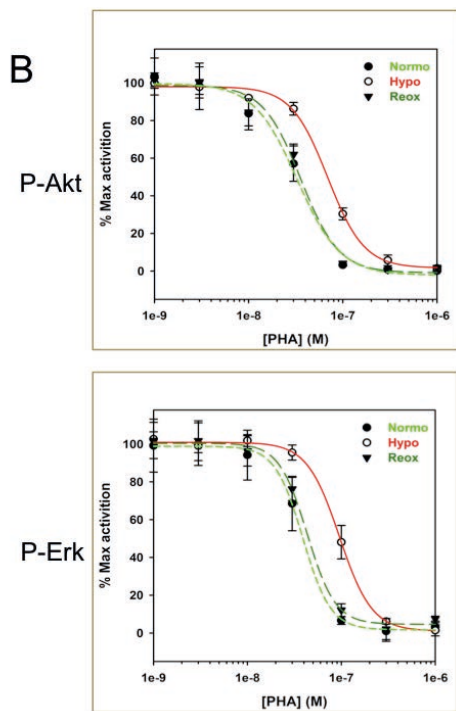 B
P-Akt
% Max activition
100
80
60
40
20
0
Normo
Hypo
Reox
1e-9 1e-8 1e-7 1e-6
[PHA] (M)
P-Erk
% Max activition
100
80
60
40
20
0
Normo
Hypo
Reox
1e-9 1e-8 1e-7 1e-6
[PHA] (M)